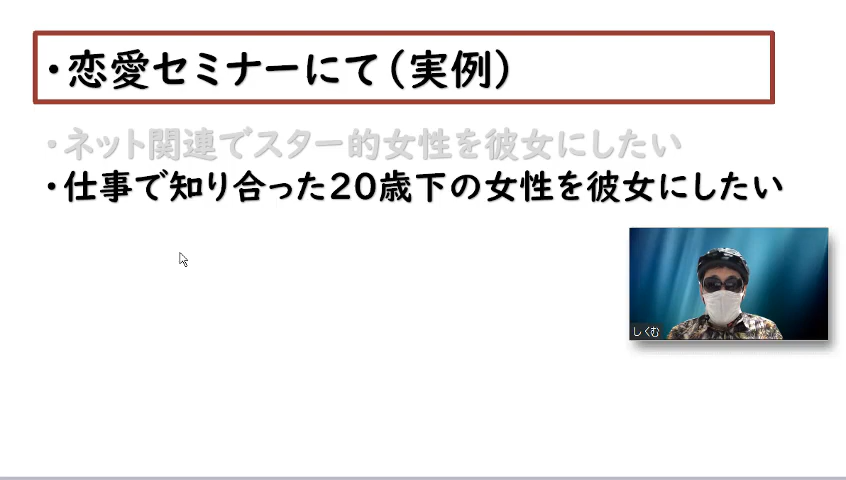 ・恋愛セミナーにて（実例）
・ネット関連でスター的女性を彼女にしたい
・仕事で知り合った20歳下の女性を彼女にしたい
しくむ